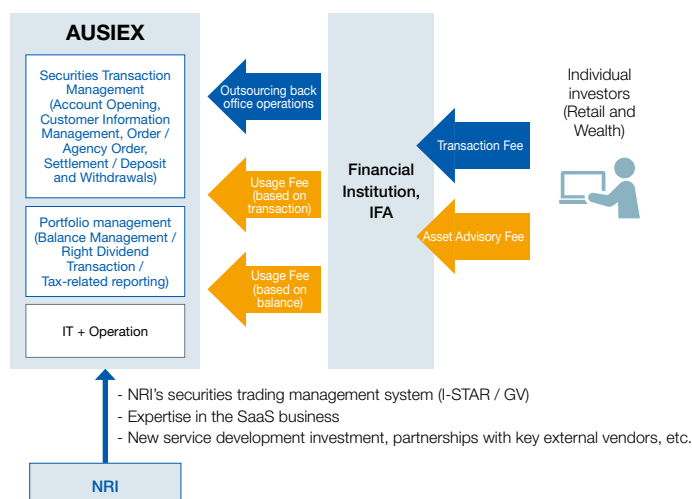 AUSIEX
Securities Transaction
Management
(Account Opening,
Customer Information
Management, Order /
Agency Order,
Settlement / Deposit
and Withdrawals)
Portfolio management
(Balance Management /
Right Dividend
Transaction /
Tax-related reporting)
IT + Operation
Outsourcing back
office operations
Usage Fee
(based on
transaction)
Usage Fee
(based on
balance)
Financial
Institution,
IFA
Transaction Fee
Asset Advisory Fee
Individual
investors
(Retail and
Wealth)
- NRI's securities trading management system (I-STAR / GV)
- Expertise in the SaaS business
- New service development investment, partnerships with key external vendors, etc.
NRI